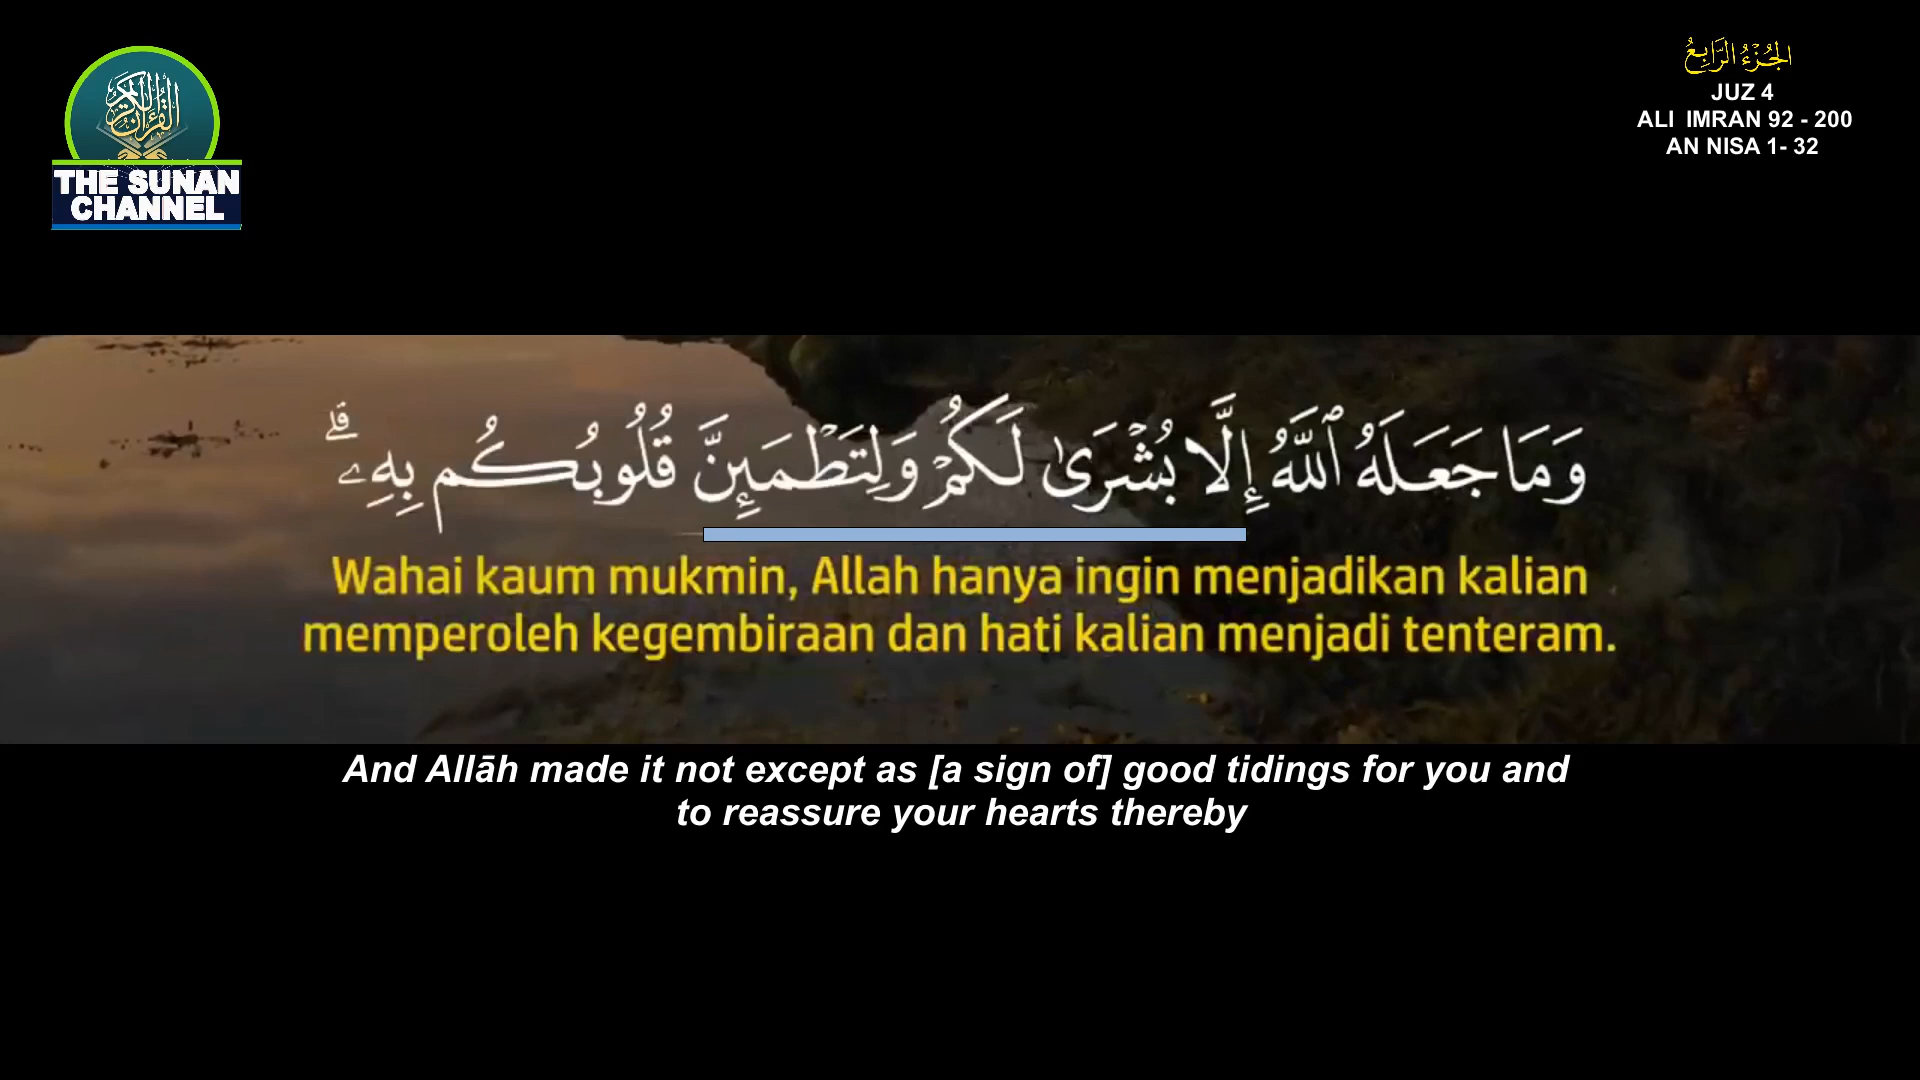 القرآن الكريم
THE SUNAN
CHANNEL
الجُزْءُ الرَّابِعُ
JUZ 4
ALI IMRAN 92 - 200
AN NISA 1- 32
وَمَا جَعَلَهُ ٱللَّهُ إِلَّا بُشْرَىٰ لَكُمْ وَلِتَطْمَئِنَّ قُلُوبُكُم بِهِۦ ۗ
Wahai kaum mukmin, Allah hanya ingin menjadikan kalian
memperoleh kegembiraan dan hati kalian menjadi tenteram.
And Allāh made it not except as [a sign of] good tidings for you and
to reassure your hearts thereby